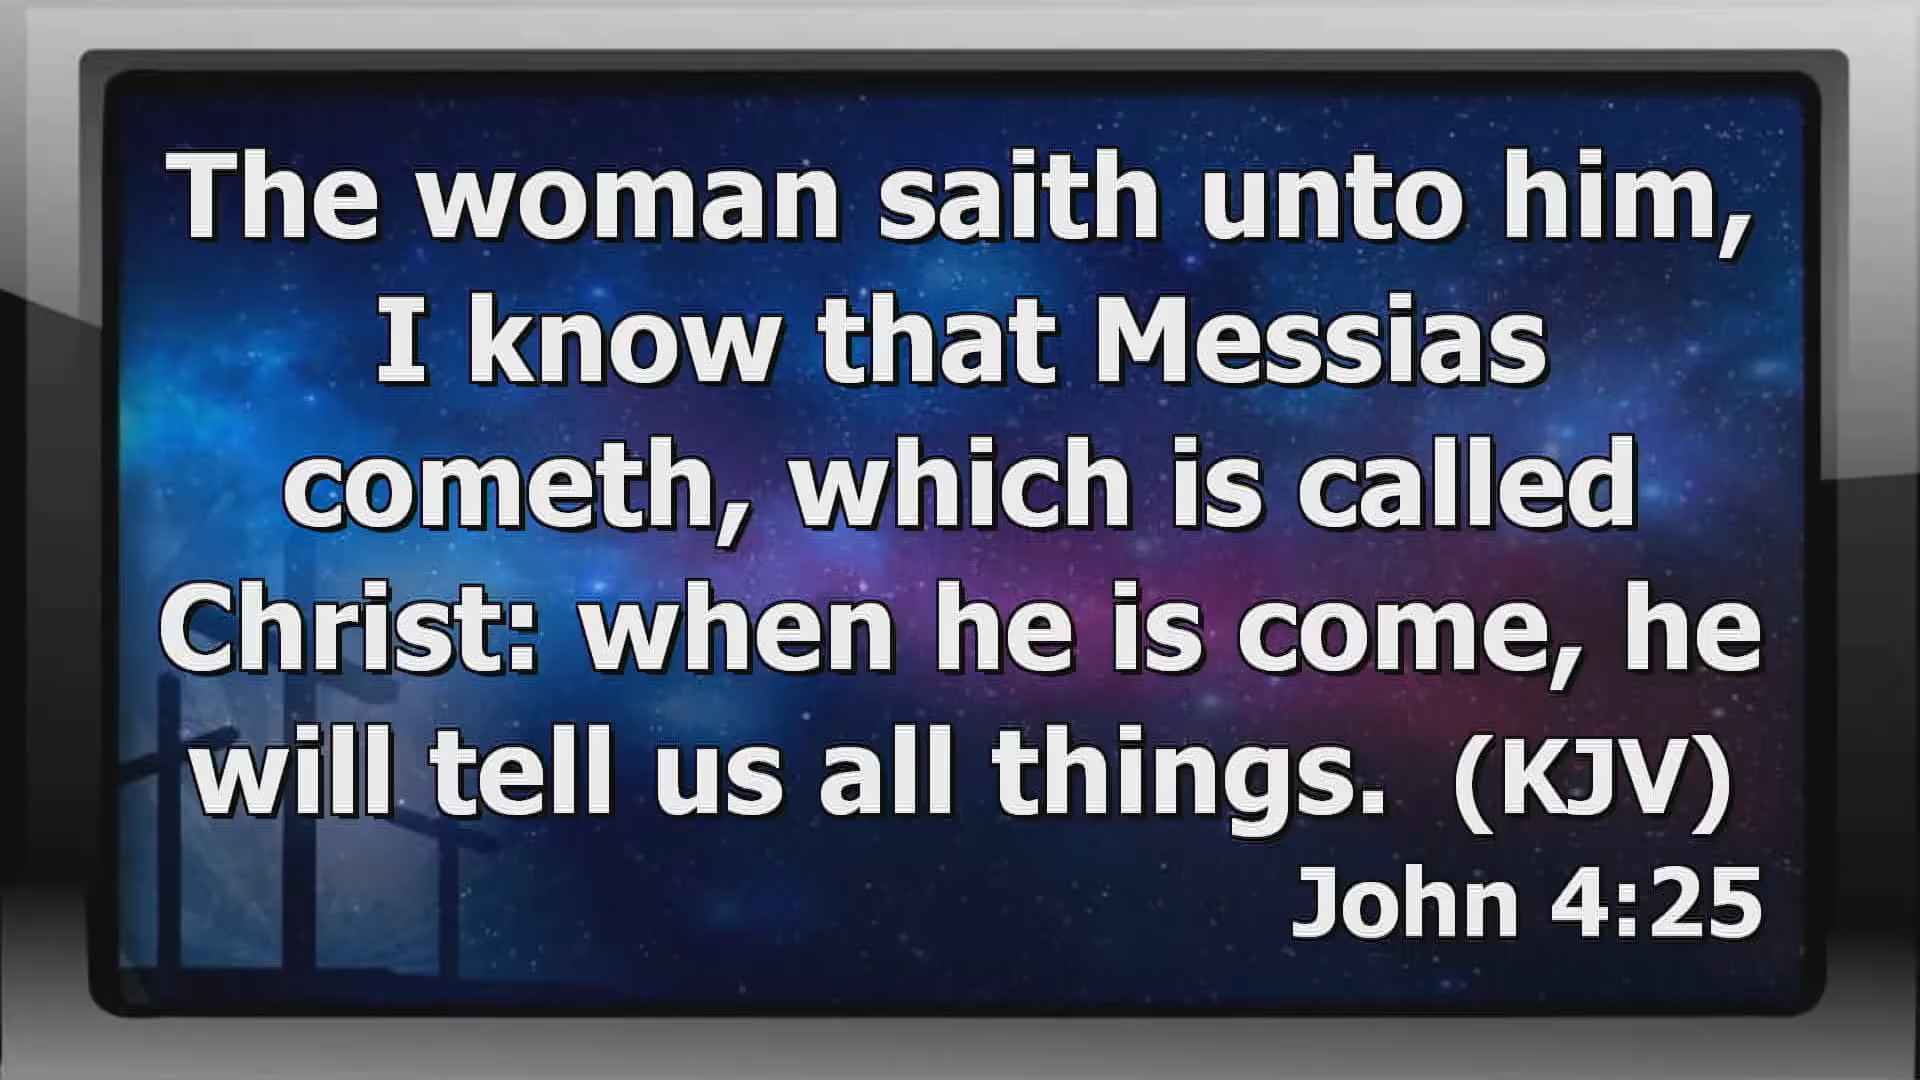 The woman saith unto him,
I know that Messias
cometh, which is called
Christ: when he is come, he
will tell us all things. (KJV)
John 4:25